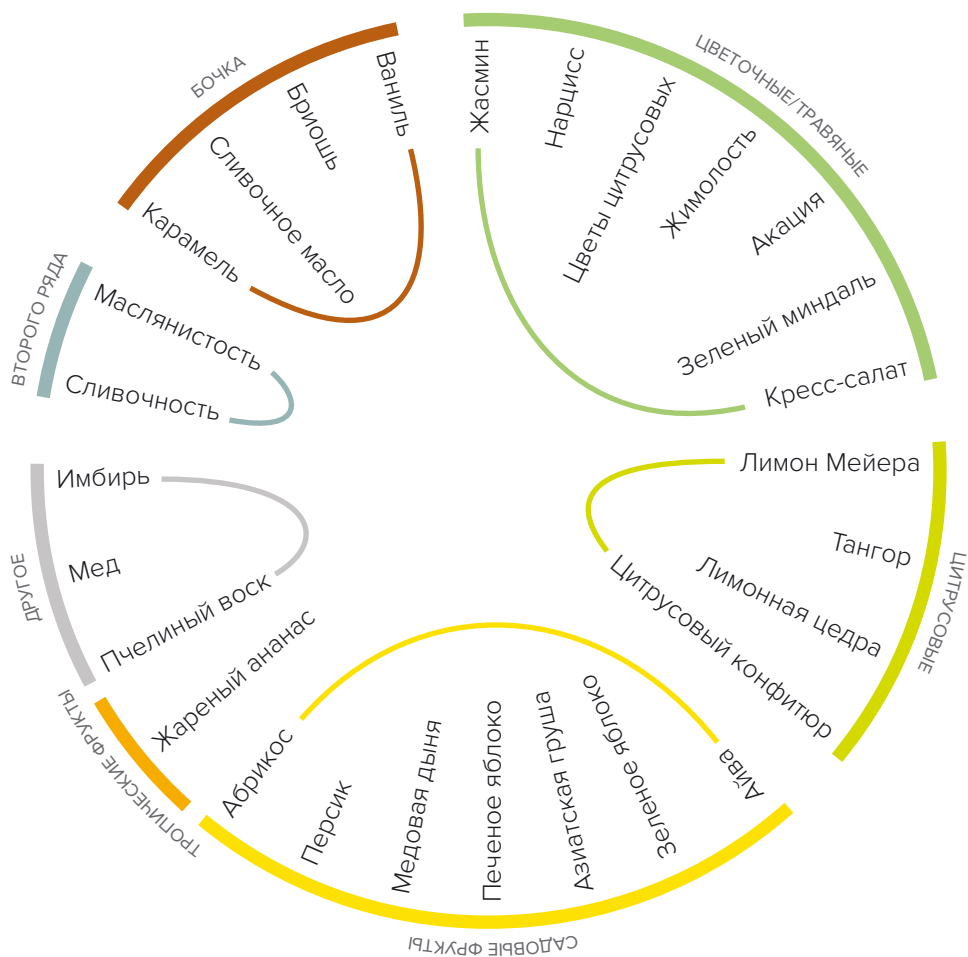 ЦВЕТОЧНЫЕ/ТРАВЯНЫЕ
Жасмин
Нарцисс
Цветы цитрусовых
Жимолость
Акация
Зеленый миндаль
Кресс-салат
ЦИТРУСОВЫЕ
Лимон Мейера
Тангор
Лимонная цедра
Цитрусовый конфитюр
САДОВЫЕ ФРУКТЫ
Айва
Зеленое яблоко
Азиатская груша
Печеное яблоко
Медовая дыня
Персик
Абрикос
ТРОПИЧЕСКИЕ ФРУКТЫ
Жареный ананас
ДРУГОЕ
Пчелиный воск
Мед
Имбирь
ВТОРОГО РЯДА
Сливочность
Маслянистость
БОЧКА
Карамель
Сливочное масло
Бриошь
Ваниль